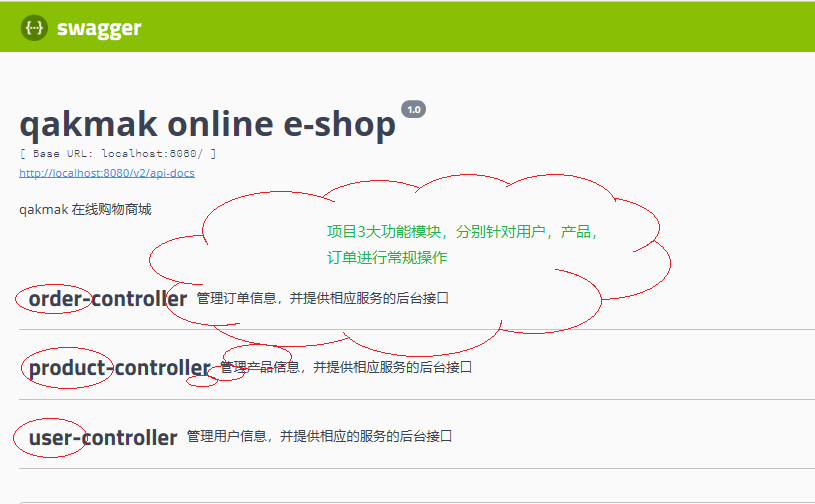 {···} swagger
qakmak online e-shop 1.0
[ Base URL: localhost:8080/ ]
http://localhost:8080/v2/api-docs
qakmak 在线购物商城
项目3大功能模块，分别针对用户，产品，
订单进行常规操作
order-controller 管理订单信息，并提供相应服务的后台接口
product-controller 管理产品信息，并提供相应服务的后台接口
user-controller 管理用户信息，并提供相应的服务的后台接口